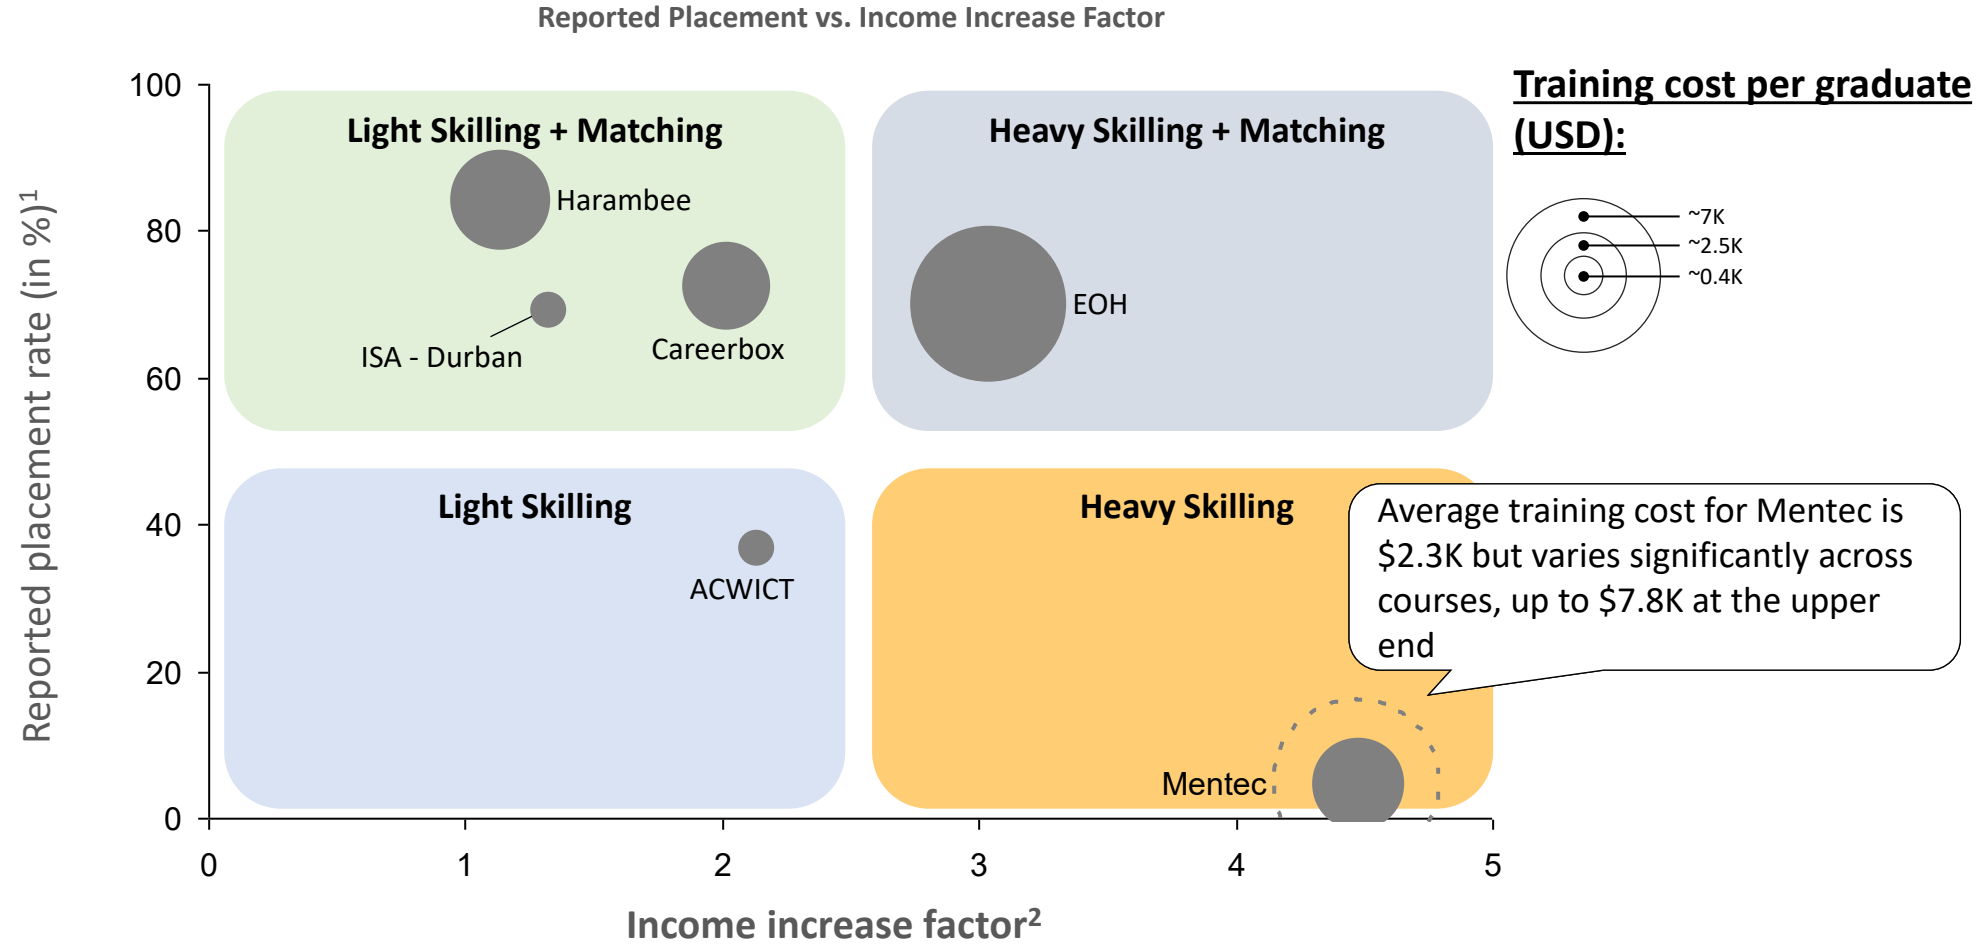 Reported Placement vs. Income Increase Factor
Training cost per graduate
(USD):
~7K
~2.5K
~0.4K
Reported placement rate (in %)1
100
80
60
40
20
0
Light Skilling + Matching
Harambee
ISA - Durban
Careerbox
Heavy Skilling + Matching
EOH
Light Skilling
ACWICT
Heavy Skilling
Average training cost for Mentec is
$2.3K but varies significantly across
courses, up to $7.8K at the upper
end
Mentec
0 1 2 3 4 5
Income increase factor2